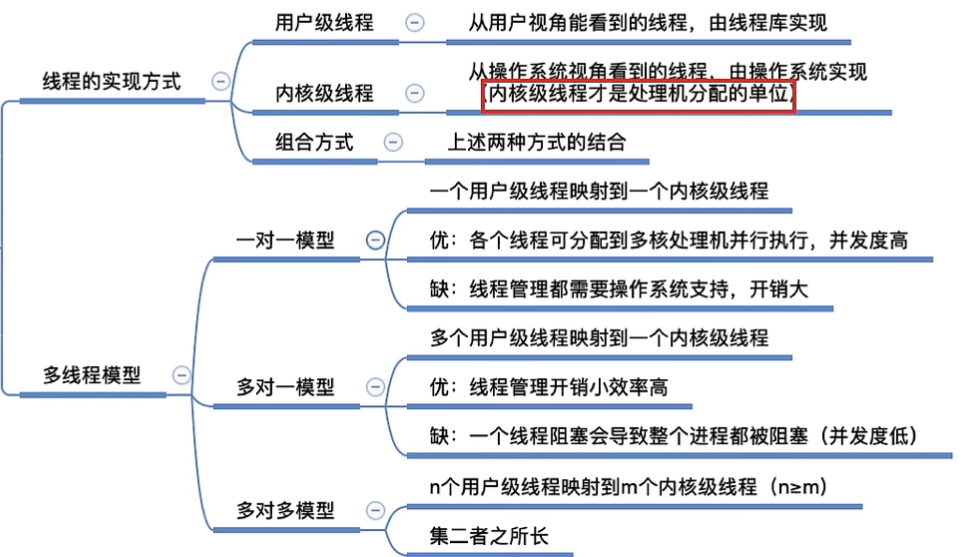 线程的实现方式
用户级线程
从用户视角能看到的线程，由线程库实现
内核级线程
从操作系统视角看到的线程，由操作系统实现
（内核级线程才是处理机分配的单位）
组合方式
上述两种方式的结合
多线程模型
一对一模型
一个用户级线程映射到一个内核级线程
优：各个线程可分配到多核处理机并行执行，并发度高
缺：线程管理都需要操作系统支持，开销大
多对一模型
多个用户级线程映射到一个内核级线程
优：线程管理开销小效率高
缺：一个线程阻塞会导致整个进程都被阻塞（并发度低）
多对多模型
n个用户级线程映射到m个内核级线程（n≥m）
集二者之所长